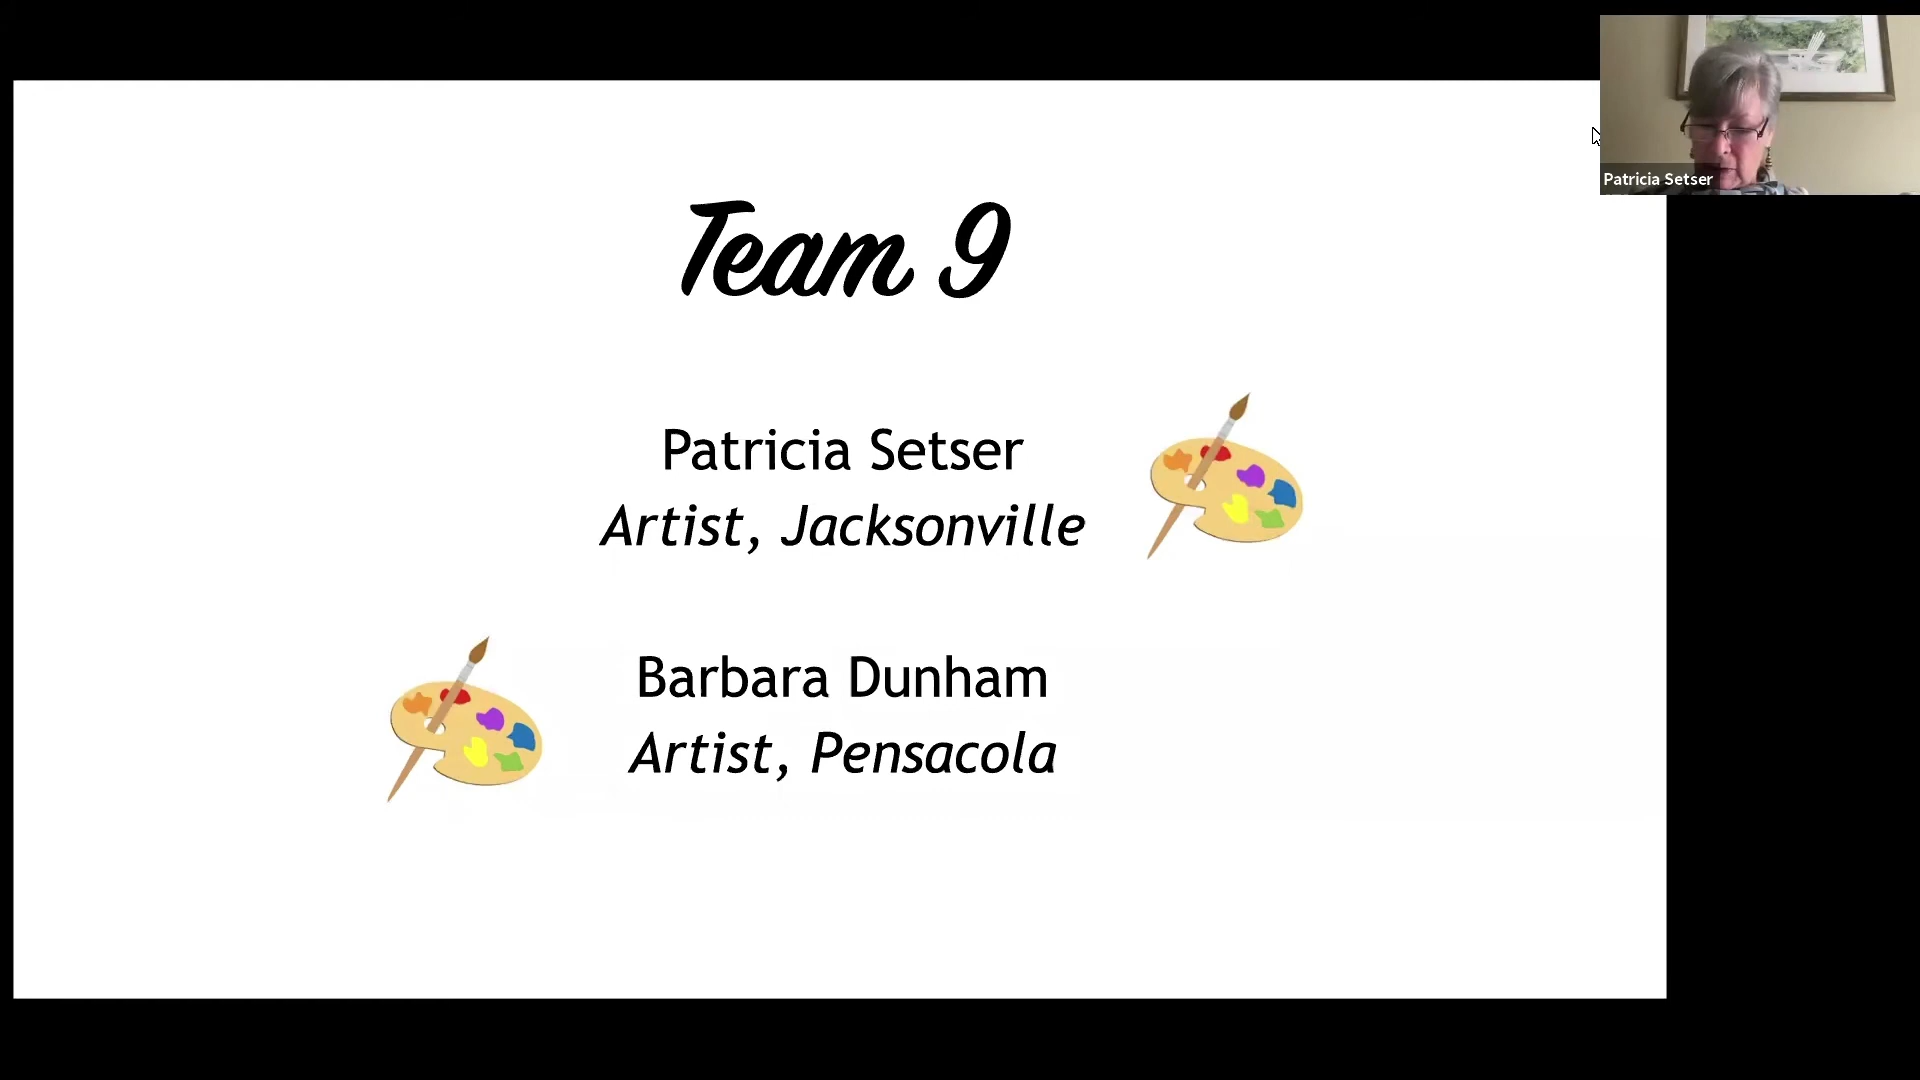 Team 9
Patricia Setser
Artist, Jacksonville
Barbara Dunham
Artist, Pensacola
Patricia Setser